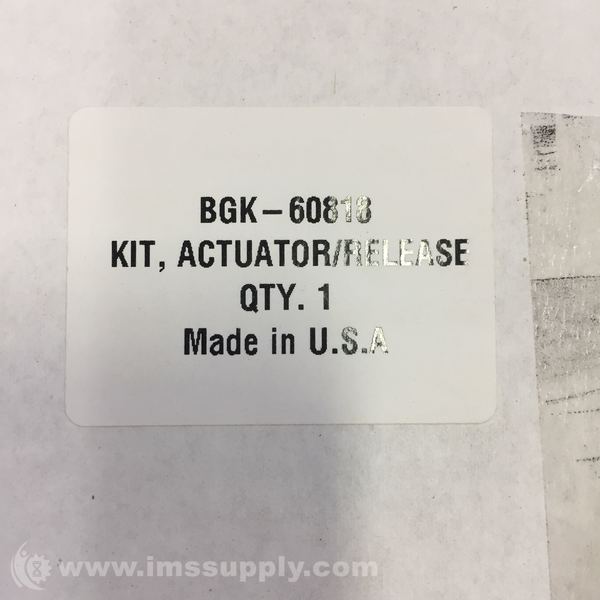 BGK-60818
KIT, ACTUATOR/RELEASE
QTY. 1
Made in U.S.A
www.imssupply.com